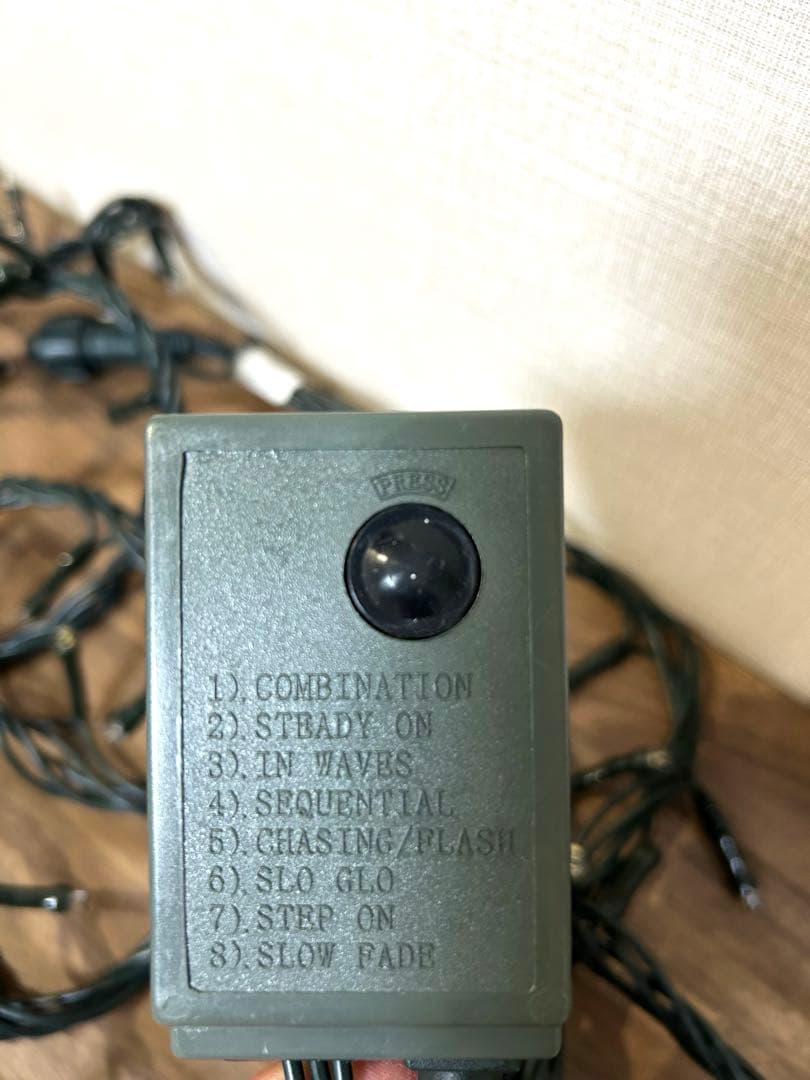 PRESS
1).COMBINATION
2).STEADY ON
3).IN WAVES
4).SEQUENTIAL
5).CHASING/FLASH
6).SLO GLO
7).STEP ON
8).SLOW FADE